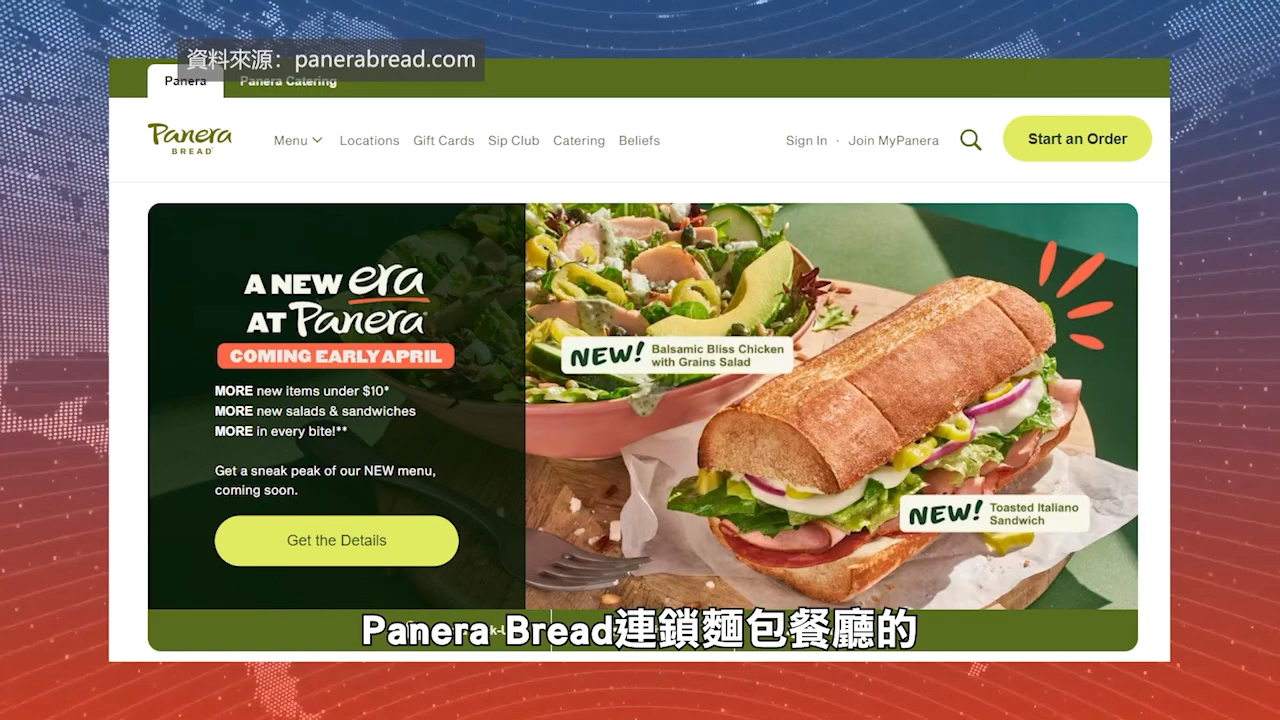 資料來源：panerabread.com
Panera
Panera Catering
Panera
BREAD
Menu
Locations
Gift Cards
Sip Club
Catering
Beliefs
Sign In · Join MyPanera
Start an Order
A NEW era
AT Panera
COMING EARLY APRIL
MORE new items under $10*
MORE new salads & sandwiches
MORE in every bite!**
Get a sneak peak of our NEW menu,
coming soon.
Get the Details
NEW! Balsamic Bliss Chicken
with Grains Salad
NEW! Toasted Italiano
Sandwich
Panera Bread連鎖麵包餐廳的